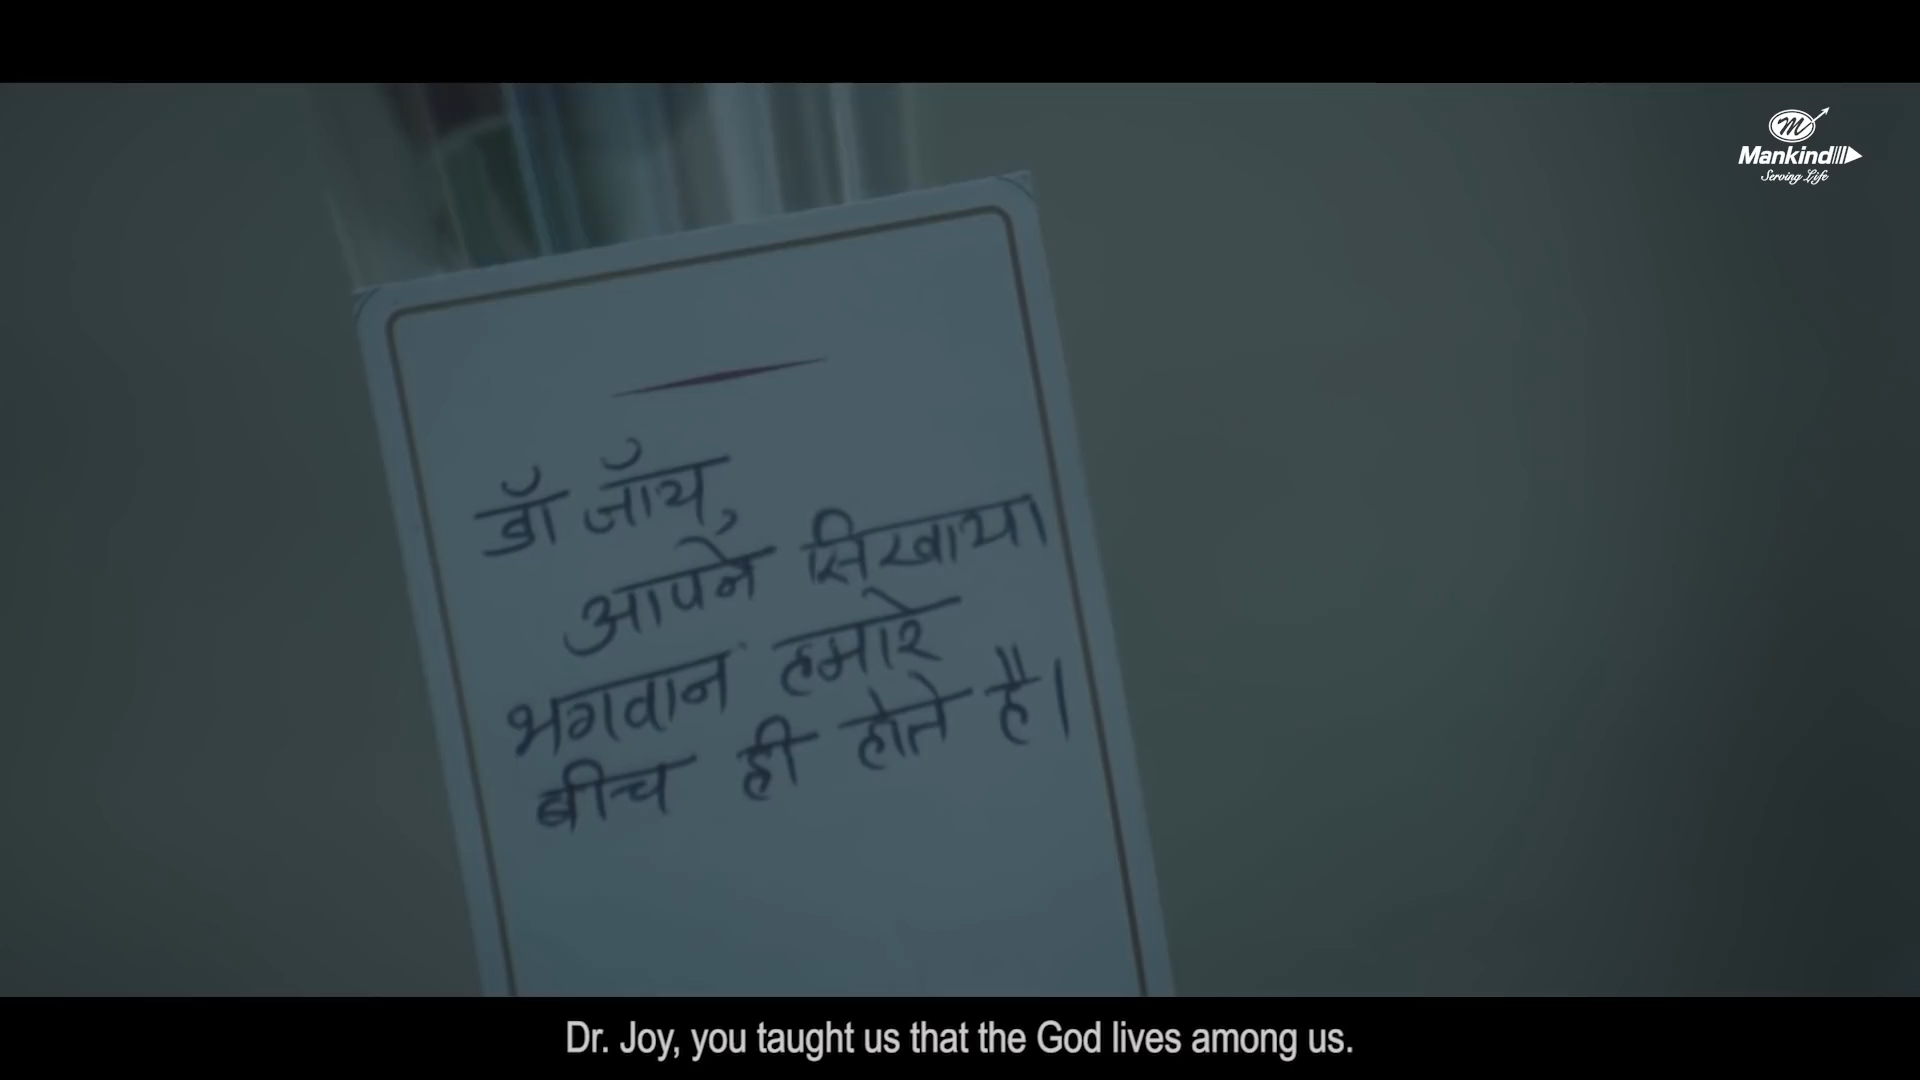 m
Mankind
Serving Life
डॉ जॉय,
आपने सिखाया
भगवान हमारे
बीच ही होते है।
Dr. Joy, you taught us that the God lives among us.